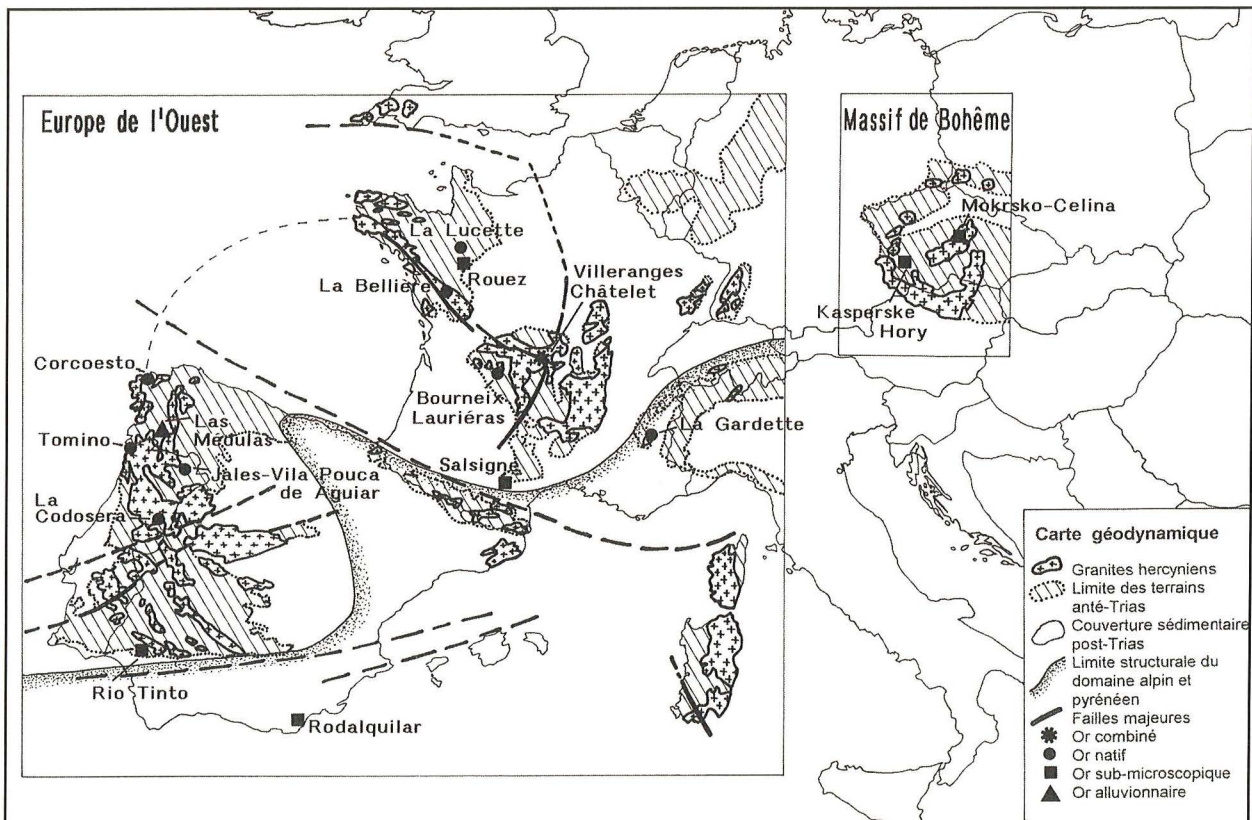 Europe de l'Ouest
Massif de Bohême
Mokrsko-Celina
La Lucette
Rouez
Villeranges
Châtelet
La Bellière
Kasperske
Hory
Corcoesto
Bourneix
Lauriéras
Las
Medulas
La Gardette
Tomino
Salsigne
Jales-Vila Pouca
de Aguiar
La
Codosera
Rio Tinto
Rodalquilar
Carte géodynamique
Granites hercyniens
Limite des terrains
anté-Trias
Couverture sédimentaire
post-Trias
Limite structurale du
domaine alpin et
pyrénéen
Failles majeures
Or combiné
Or natif
Or sub-microscopique
Or alluvionnaire